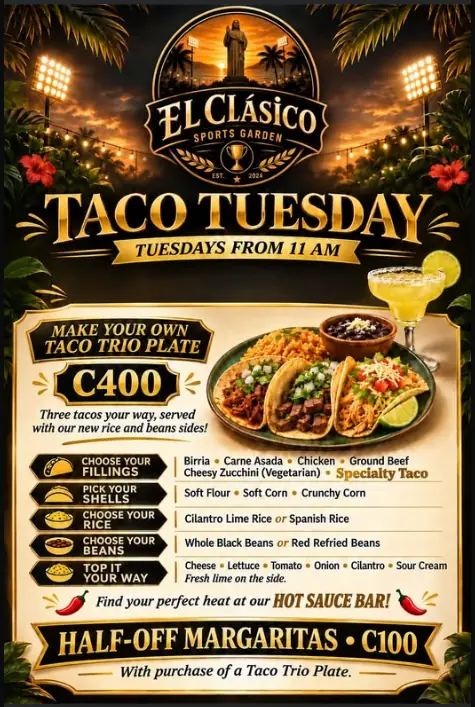 EL CLÁSICO
SPORTS GARDEN
EST. 2024
TACO TUESDAY
TUESDAYS FROM 11 AM
MAKE YOUR OWN
TACO TRIO PLATE
C400
Three tacos your way, served
with our new rice and beans sides!
CHOOSE YOUR
FILLINGS
Birria • Carne Asada • Chicken • Ground Beef
Cheesy Zucchini (Vegetarian) • Specialty Taco
PICK YOUR
SHELLS
Soft Flour • Soft Corn • Crunchy Corn
CHOOSE YOUR
RICE
Cilantro Lime Rice or Spanish Rice
CHOOSE YOUR
BEANS
Whole Black Beans or Red Refried Beans
TOP IT
YOUR WAY
Cheese • Lettuce • Tomato • Onion • Cilantro • Sour Cream
Fresh lime on the side.
Find your perfect heat at our HOT SAUCE BAR!
HALF-OFF MARGARITAS • C100
With purchase of a Taco Trio Plate.